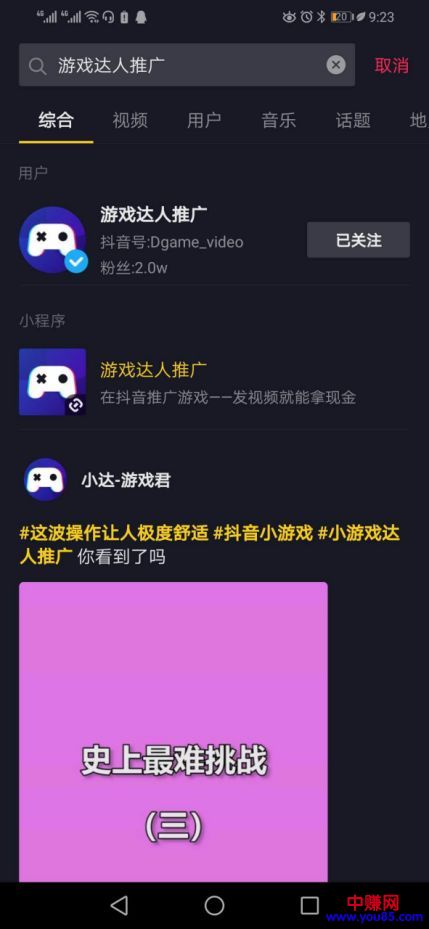 4G 4G 20 9:23
游戏达人推广 取消
综合 视频 用户 音乐 话题
用户
游戏达人推广
抖音号:Dgame_video 已关注
粉丝:2.0w
小程序
游戏达人推广
在抖音推广游戏——发视频就能拿现金
小达-游戏君
#这波操作让人极度舒适 #抖音小游戏 #小游戏达
人推广 你看到了吗
史上最难挑战
(三)
中赚网
www.you85.com